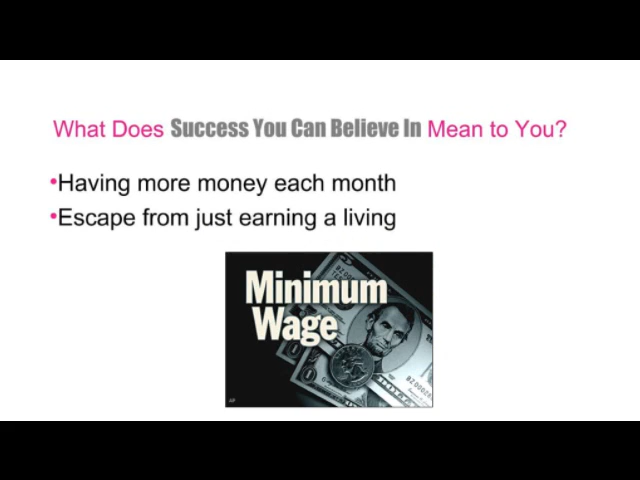 What Does Success You Can Believe In Mean to You?
•Having more money each month
•Escape from just earning a living
Minimum
Wage